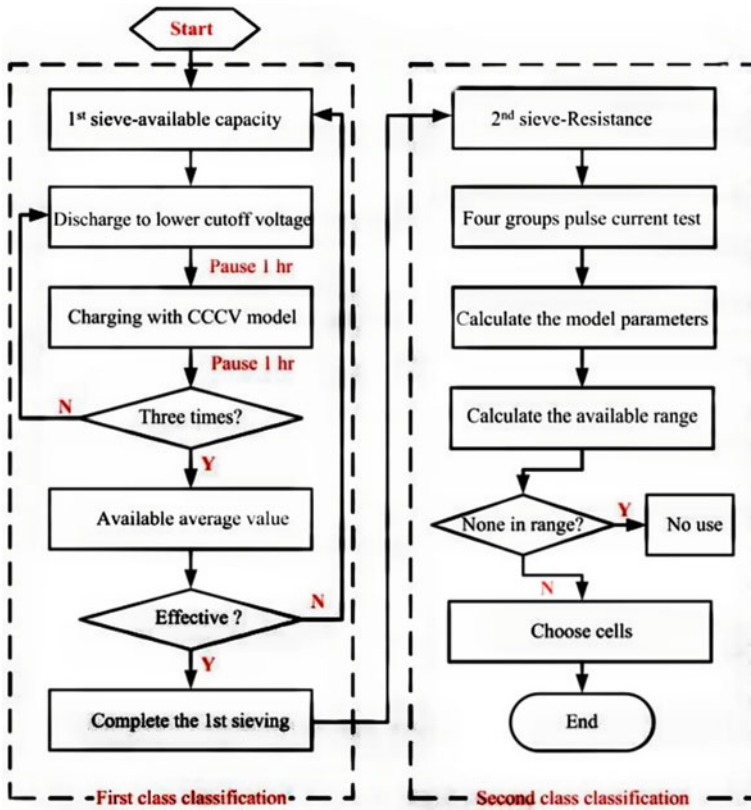 Start
1st sieve-available capacity
Discharge to lower cutoff voltage
Pause 1 hr
Charging with CCCV model
Pause 1 hr
N
Three times?
Y
Available average value
Effective ?
N
Y
Complete the 1st sieving
First class classification
2nd sieve-Resistance
Four groups pulse current test
Calculate the model parameters
Calculate the available range
None in range?
Y
No use
N
Choose cells
End
Second class classification